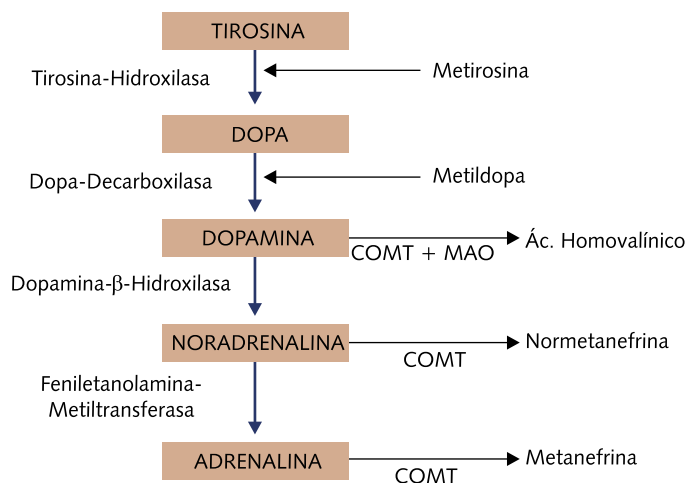 TIROSINA
Tirosina-Hidroxilasa
Metirosina
DOPA
Dopa-Decarboxilasa
Metildopa
DOPAMINA
COMT + MAO
Ác. Homovalínico
Dopamina-β-Hidroxilasa
NORADRENALINA
COMT
Normetanefrina
Feniletanolamina-
Metiltransferasa
ADRENALINA
COMT
Metanefrina